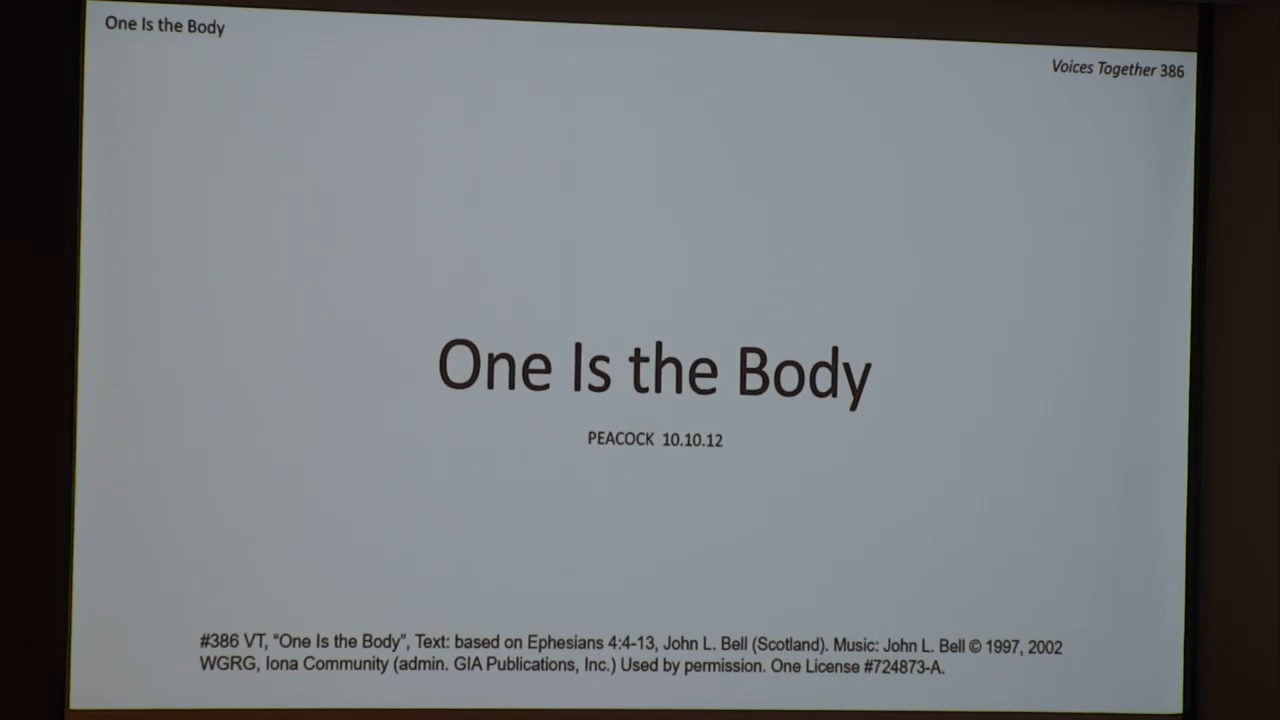 One Is the Body
Voices Together 386
One Is the Body
PEACOCK 10.10.12
#386 VT, “One Is the Body”, Text: based on Ephesians 4:4-13, John L. Bell (Scotland). Music: John L. Bell © 1997, 2002
WGRG, Iona Community (admin. GIA Publications, Inc.) Used by permission. One License #724873-A.